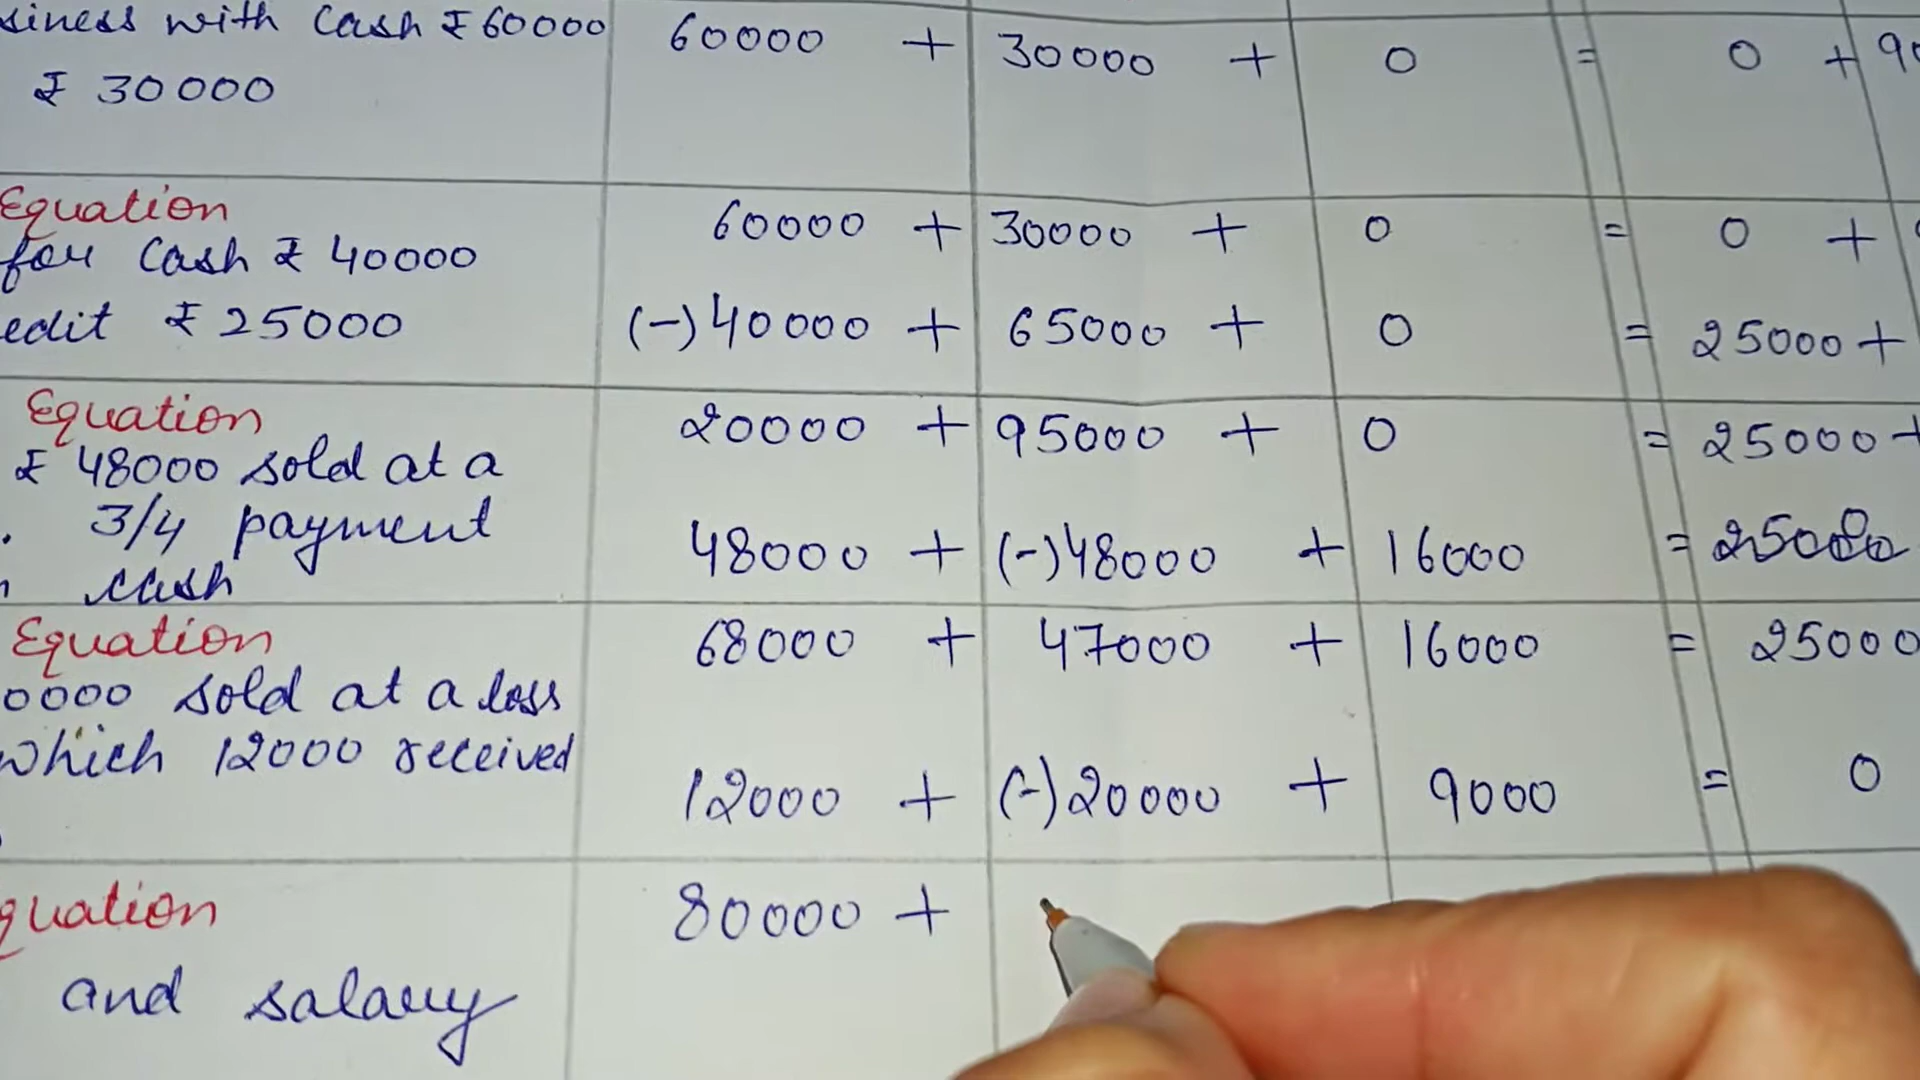 siness with cash ₹ 60000 60000 + 30000 + 0 = 0 + 90
₹ 30000
Equation 60000 + 30000 + 0 = 0 +
for cash ₹ 40000
edit ₹ 25000 (-) 40000 + 65000 + 0 = 25000 +
Equation 20000 + 95000 + 0 = 25000 +
₹ 48000 sold at a
. 3/4 payment 48000 + (-) 48000 + 16000 =
cash
Equation 68000 + 47000 + 16000 = 25000
0000 sold at a loss
which 12000 received 12000 + (-) 20000 + 9000 = 0
quation 80000 +
and salary